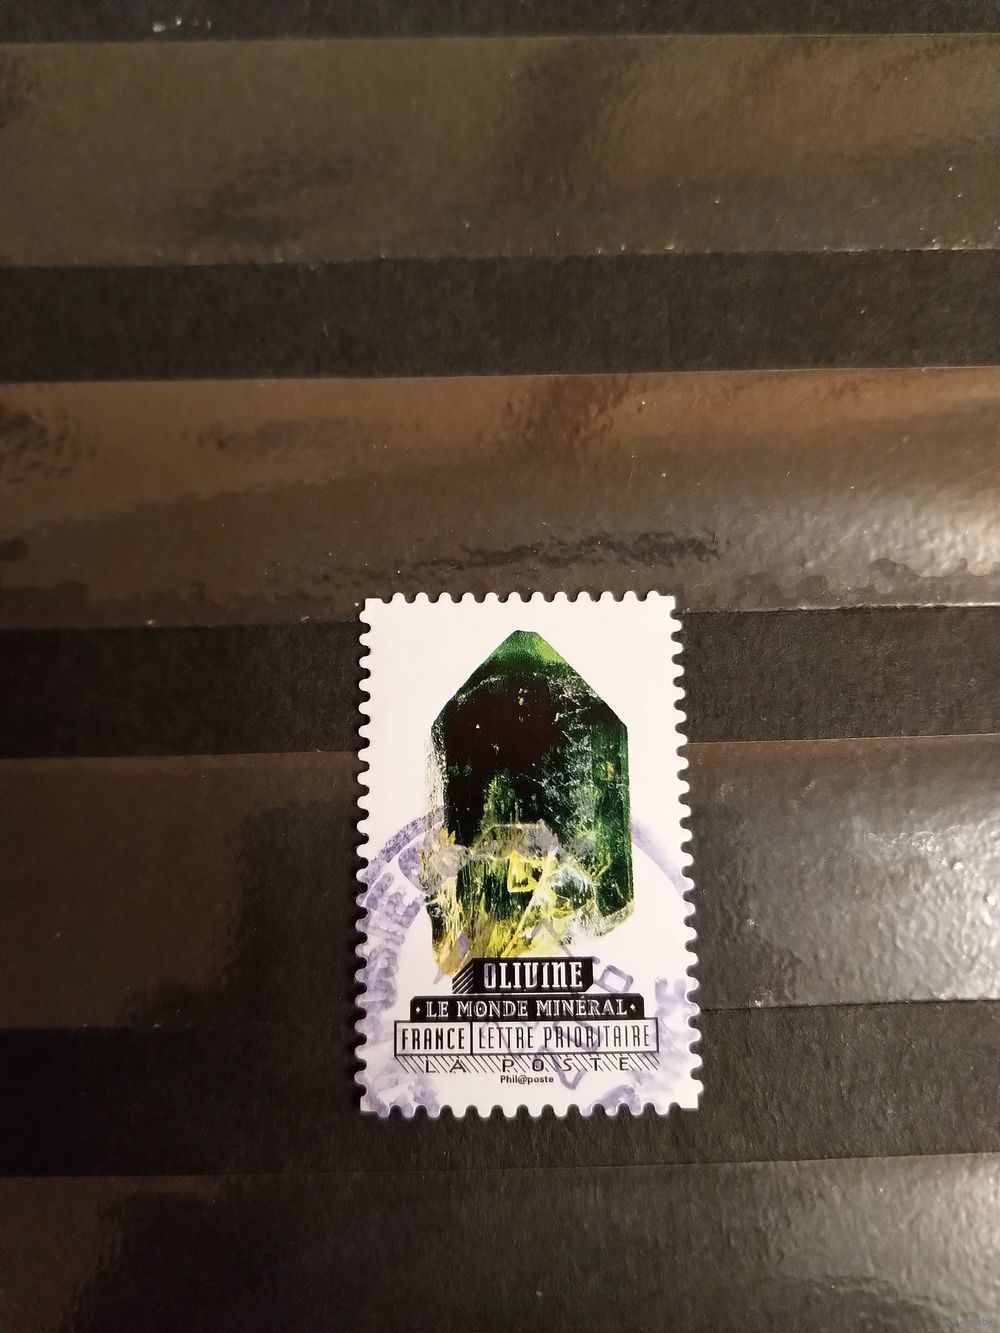 OLIVINE
· LE MONDE MINÉRAL ·
FRANCE LETTRE PRIORITAIRE
LA POSTE
Phil@poste